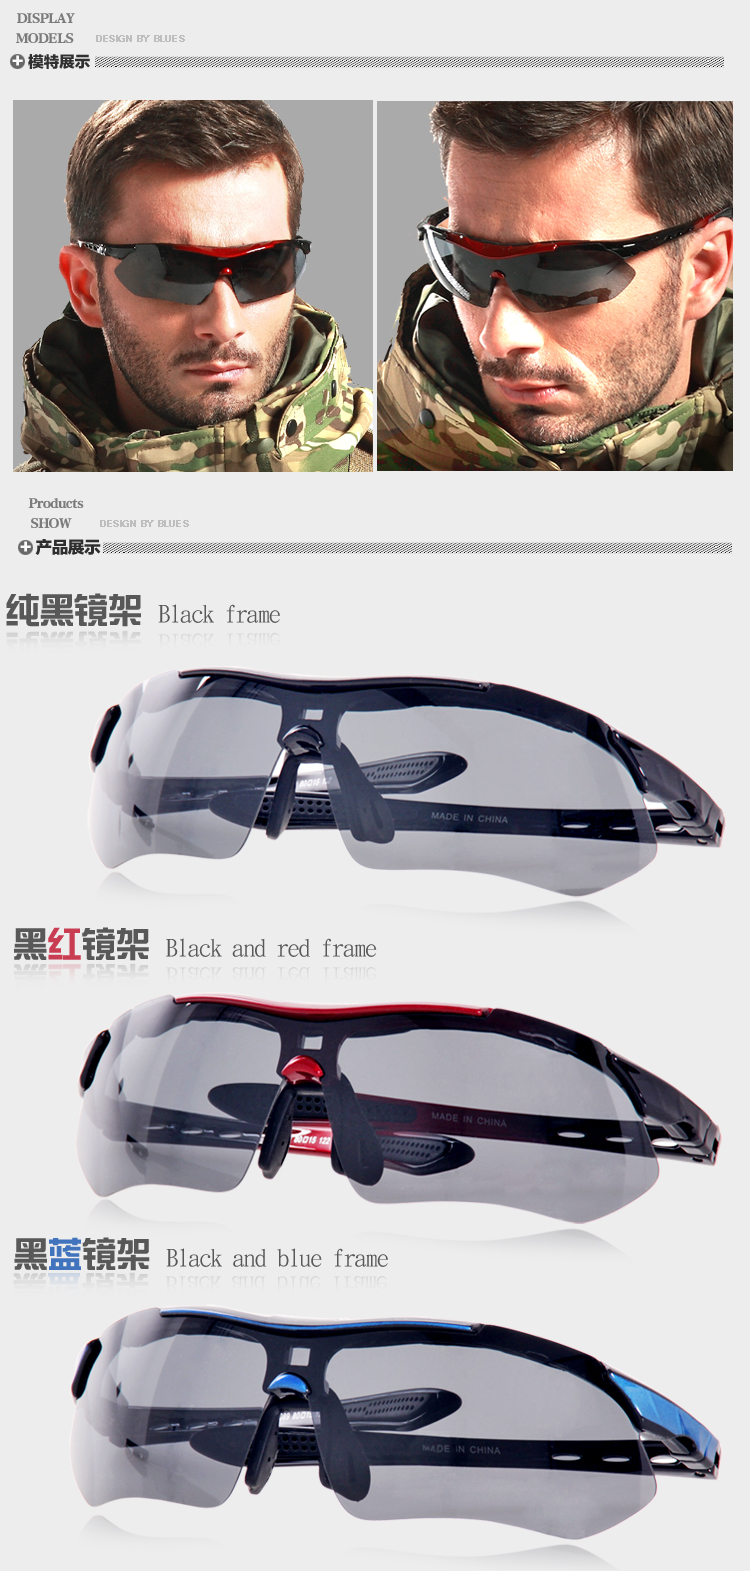 DISPLAY
MODELS DESIGN BY BLUES
模特展示
Products
SHOW DESIGN BY BLUES
产品展示
纯黑镜架 Black frame
MADE IN CHINA
黑红镜架 Black and red frame
MADE IN CHINA
80015 122
黑蓝镜架 Black and blue frame
MADE IN CHINA